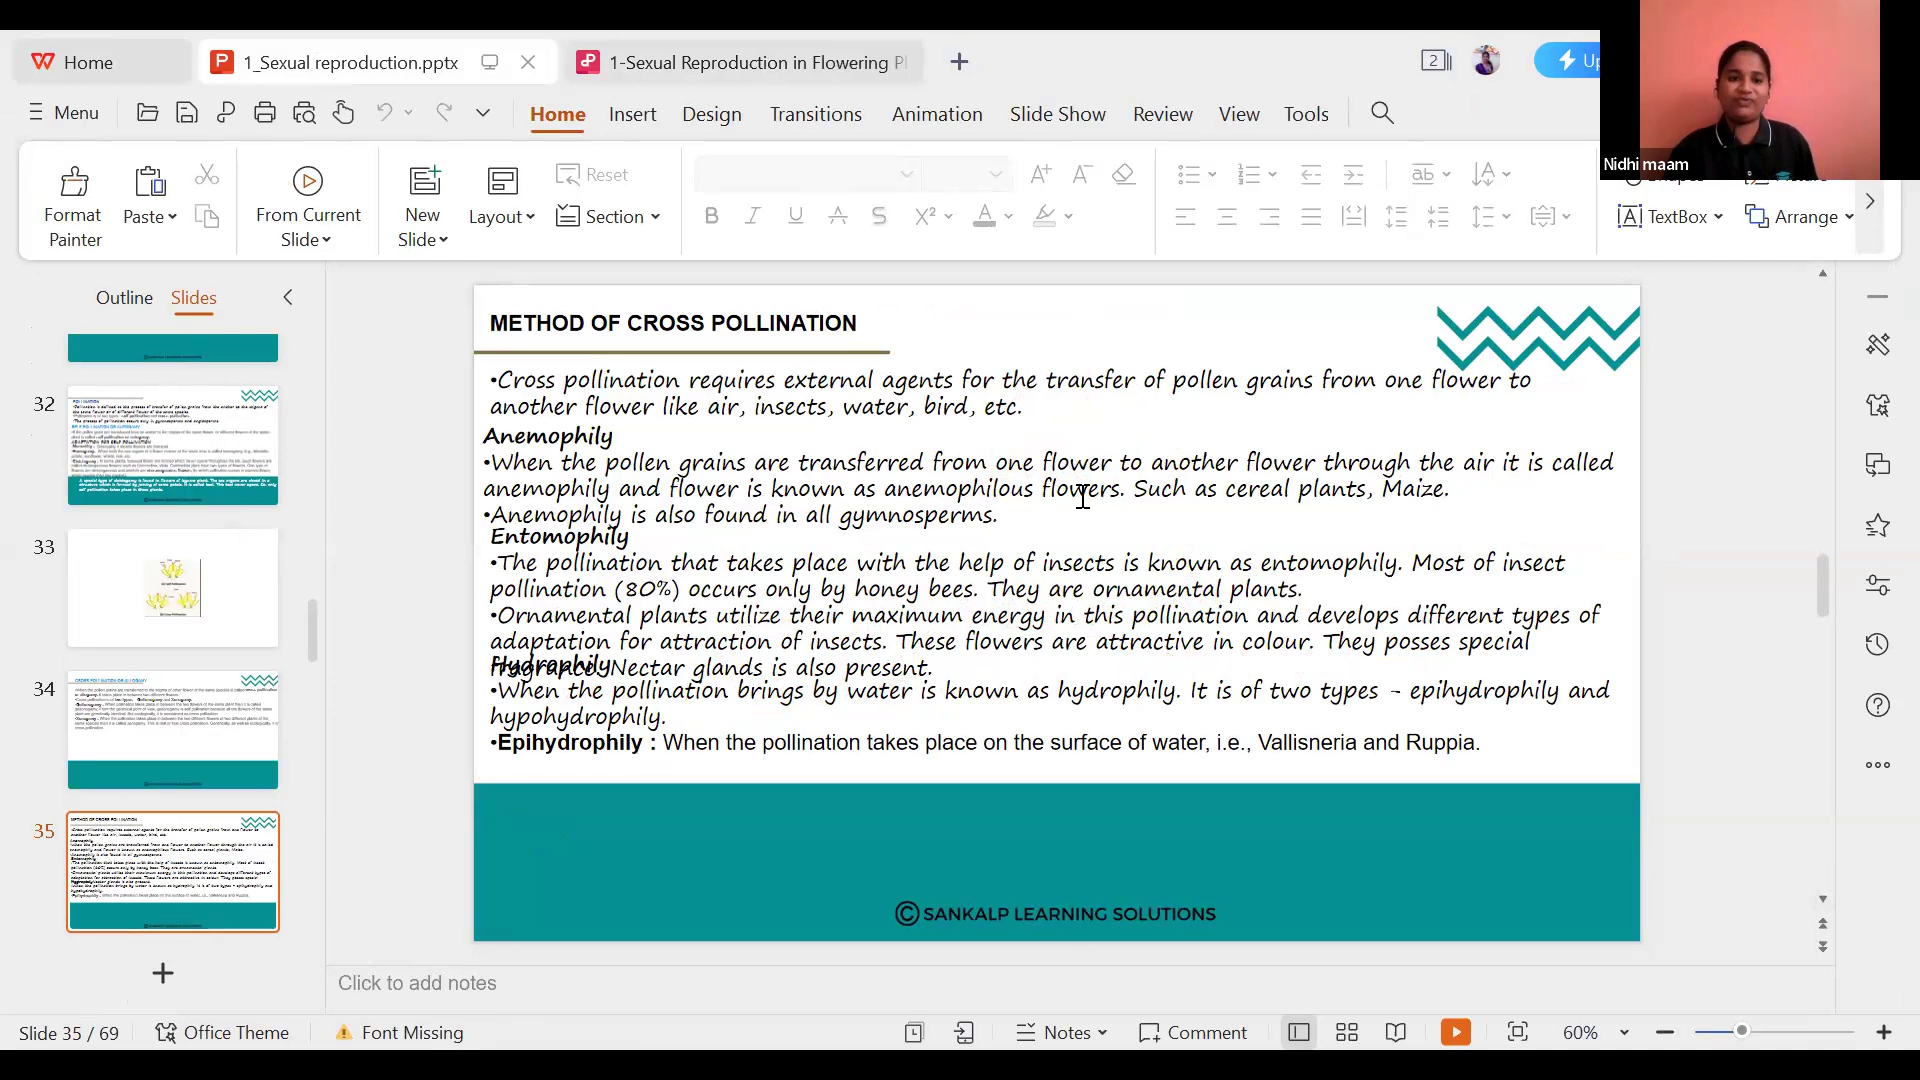 Home
1_Sexual reproduction.pptx
1-Sexual Reproduction in Flowering P
2
Menu
Home
Insert
Design
Transitions
Animation
Slide Show
Review
View
Tools
Nidhi maam
Format Painter
Paste
From Current Slide
New Slide
Layout
Reset
Section
TextBox
Arrange
Outline
Slides
32
33
34
35
METHOD OF CROSS POLLINATION
•Cross pollination requires external agents for the transfer of pollen grains from one flower to
another flower like air, insects, water, bird, etc.
Anemophily
•When the pollen grains are transferred from one flower to another flower through the air it is called
anemophily and flower is known as anemophilous flowers. Such as cereal plants, Maize.
•Anemophily is also found in all gymnosperms.
Entomophily
•The pollination that takes place with the help of insects is known as entomophily. Most of insect
pollination (80%) occurs only by honey bees. They are ornamental plants.
•Ornamental plants utilize their maximum energy in this pollination and develops different types of
adaptation for attraction of insects. These flowers are attractive in colour. They posses special
fragrance. Nectar glands is also present.
Hydrophily
•When the pollination brings by water is known as hydrophily. It is of two types - epihydrophily and
hypohydrophily.
•Epihydrophily : When the pollination takes place on the surface of water, i.e., Vallisneria and Ruppia.
© SANKALP LEARNING SOLUTIONS
Click to add notes
Slide 35 / 69
Office Theme
Font Missing
Notes
Comment
60%